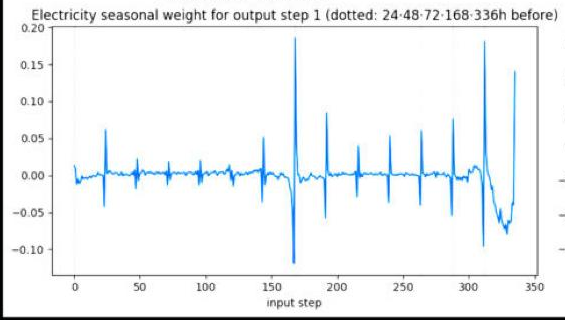 Electricity seasonal weight for output step 1 (dotted: 24·48·72·168·336h before)
0.20
0.15
0.10
0.05
0.00
−0.05
−0.10
0 50 100 150 200 250 300 350
input step